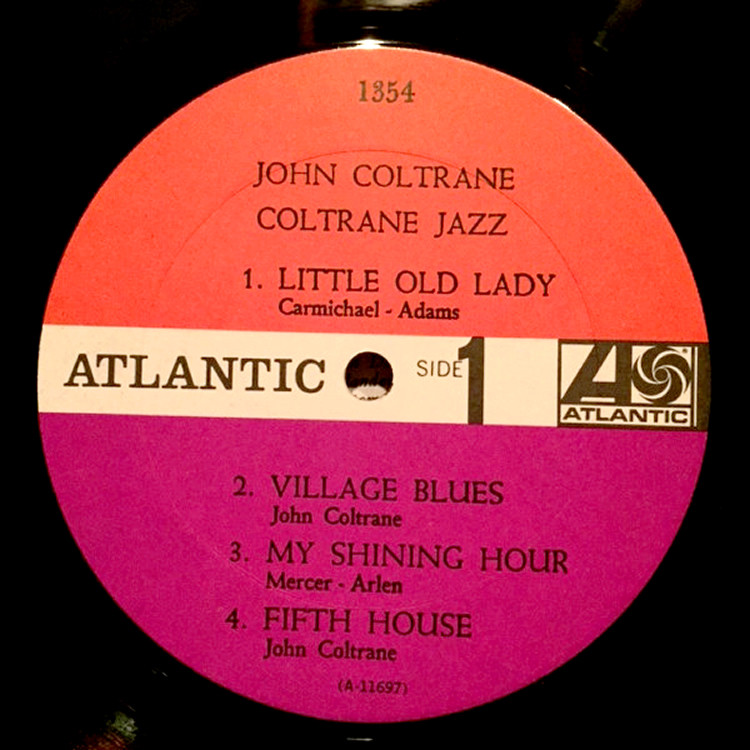 1354
JOHN COLTRANE
COLTRANE JAZZ
1. LITTLE OLD LADY
Carmichael - Adams
ATLANTIC
SIDE 1
A
ATLANTIC
2. VILLAGE BLUES
John Coltrane
3. MY SHINING HOUR
Mercer - Arlen
4. FIFTH HOUSE
John Coltrane
(A-11697)